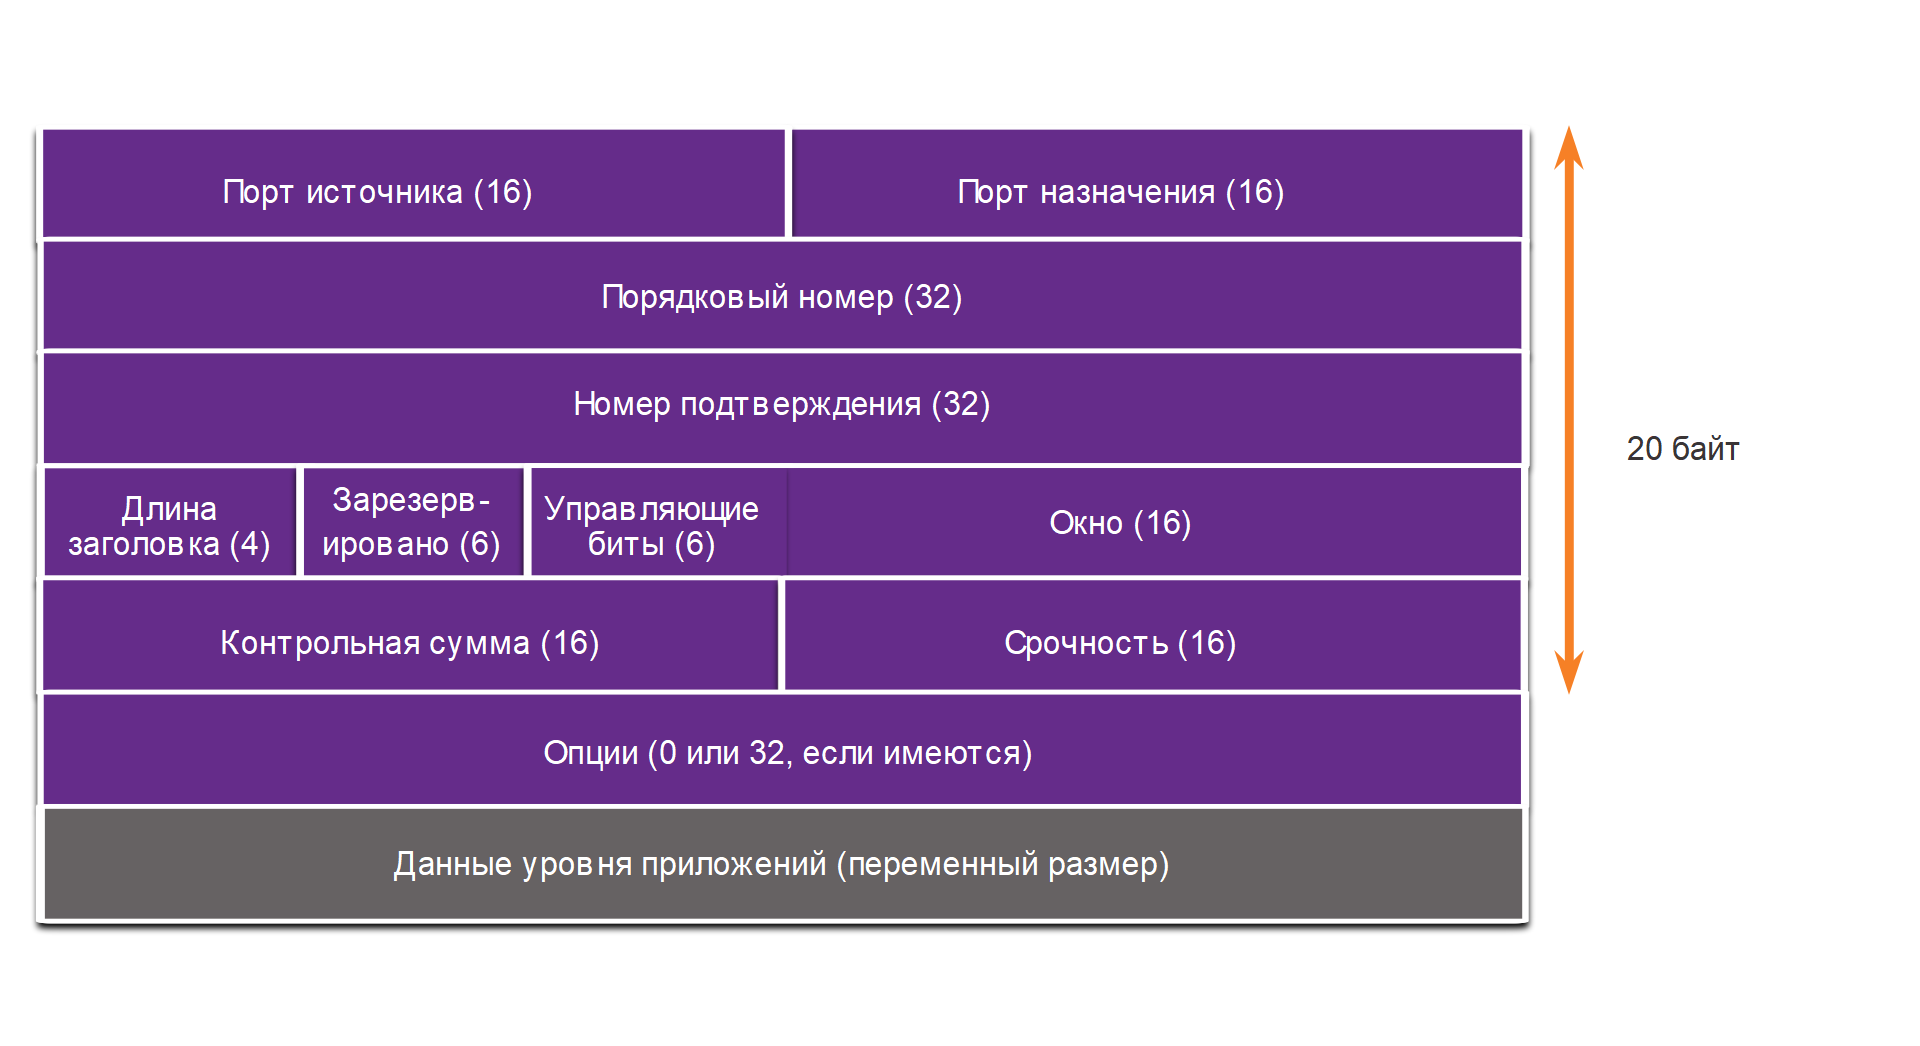 Порт источника (16)
Порт назначения (16)
Порядковый номер (32)
Номер подтверждения (32)
20 байт
Длина
заголовка (4)
Зарезерв-
ировано (6)
Управляющие
биты (6)
Окно (16)
Контрольная сумма (16)
Срочность (16)
Опции (0 или 32, если имеются)
Данные уровня приложений (переменный размер)